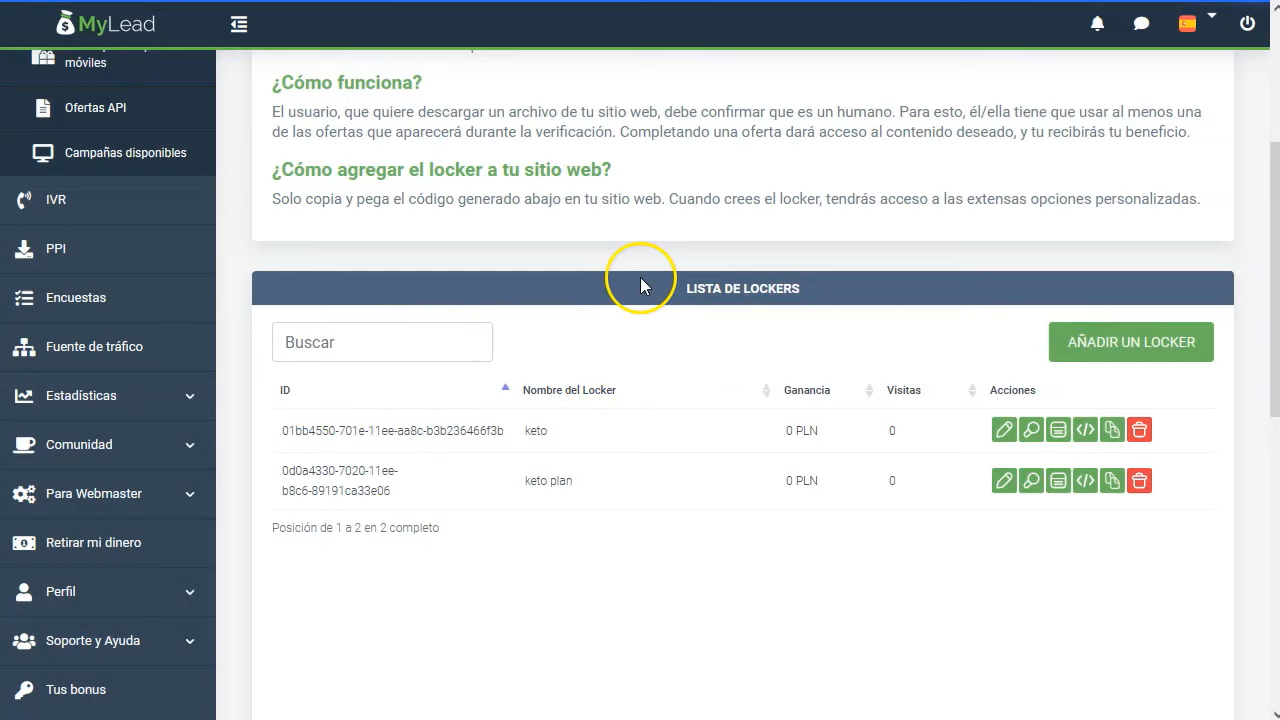 MyLead
móviles
Ofertas API
Campañas disponibles
IVR
PPI
Encuestas
Fuente de tráfico
Estadísticas
Comunidad
Para Webmaster
Retirar mi dinero
Perfil
Soporte y Ayuda
Tus bonus
¿Cómo funciona?
El usuario, que quiere descargar un archivo de tu sitio web, debe confirmar que es un humano. Para esto, él/ella tiene que usar al menos una
de las ofertas que aparecerá durante la verificación. Completando una oferta dará acceso al contenido deseado, y tu recibirás tu beneficio.
¿Cómo agregar el locker a tu sitio web?
Solo copia y pega el código generado abajo en tu sitio web. Cuando crees el locker, tendrás acceso a las extensas opciones personalizadas.
LISTA DE LOCKERS
Buscar
AÑADIR UN LOCKER
ID Nombre del Locker Ganancia Visitas Acciones
01bb4550-701e-11ee-aa8c-b3b236466f3b keto 0 PLN 0
0d0a4330-7020-11ee-
b8c6-89191ca33e06 keto plan 0 PLN 0
Posición de 1 a 2 en 2 completo